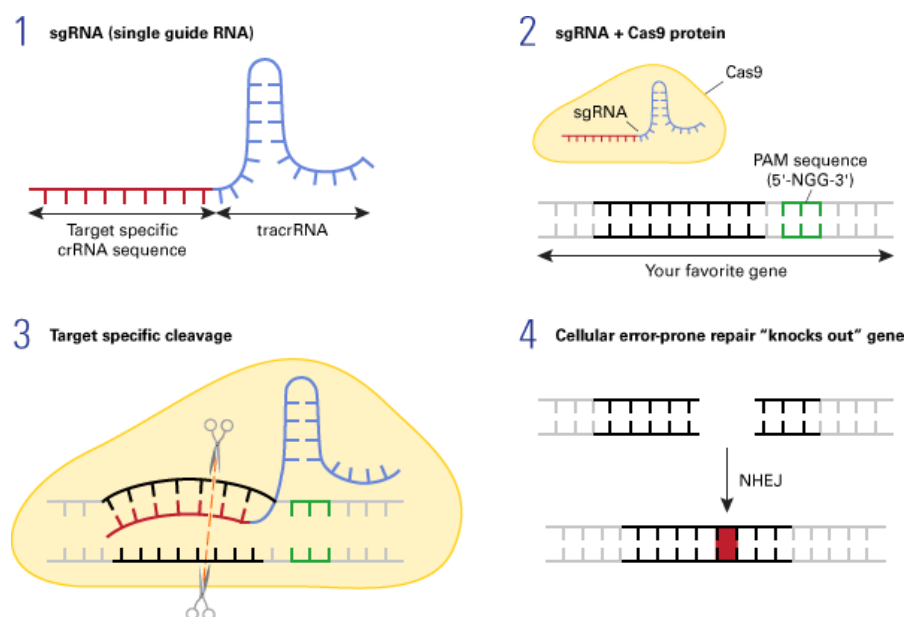 1 sgRNA (single guide RNA)
Target specific
crRNA sequence
tracrRNA
2 sgRNA + Cas9 protein
Cas9
sgRNA
PAM sequence
(5'-NGG-3')
Your favorite gene
3 Target specific cleavage
4 Cellular error-prone repair “knocks out” gene
NHEJ